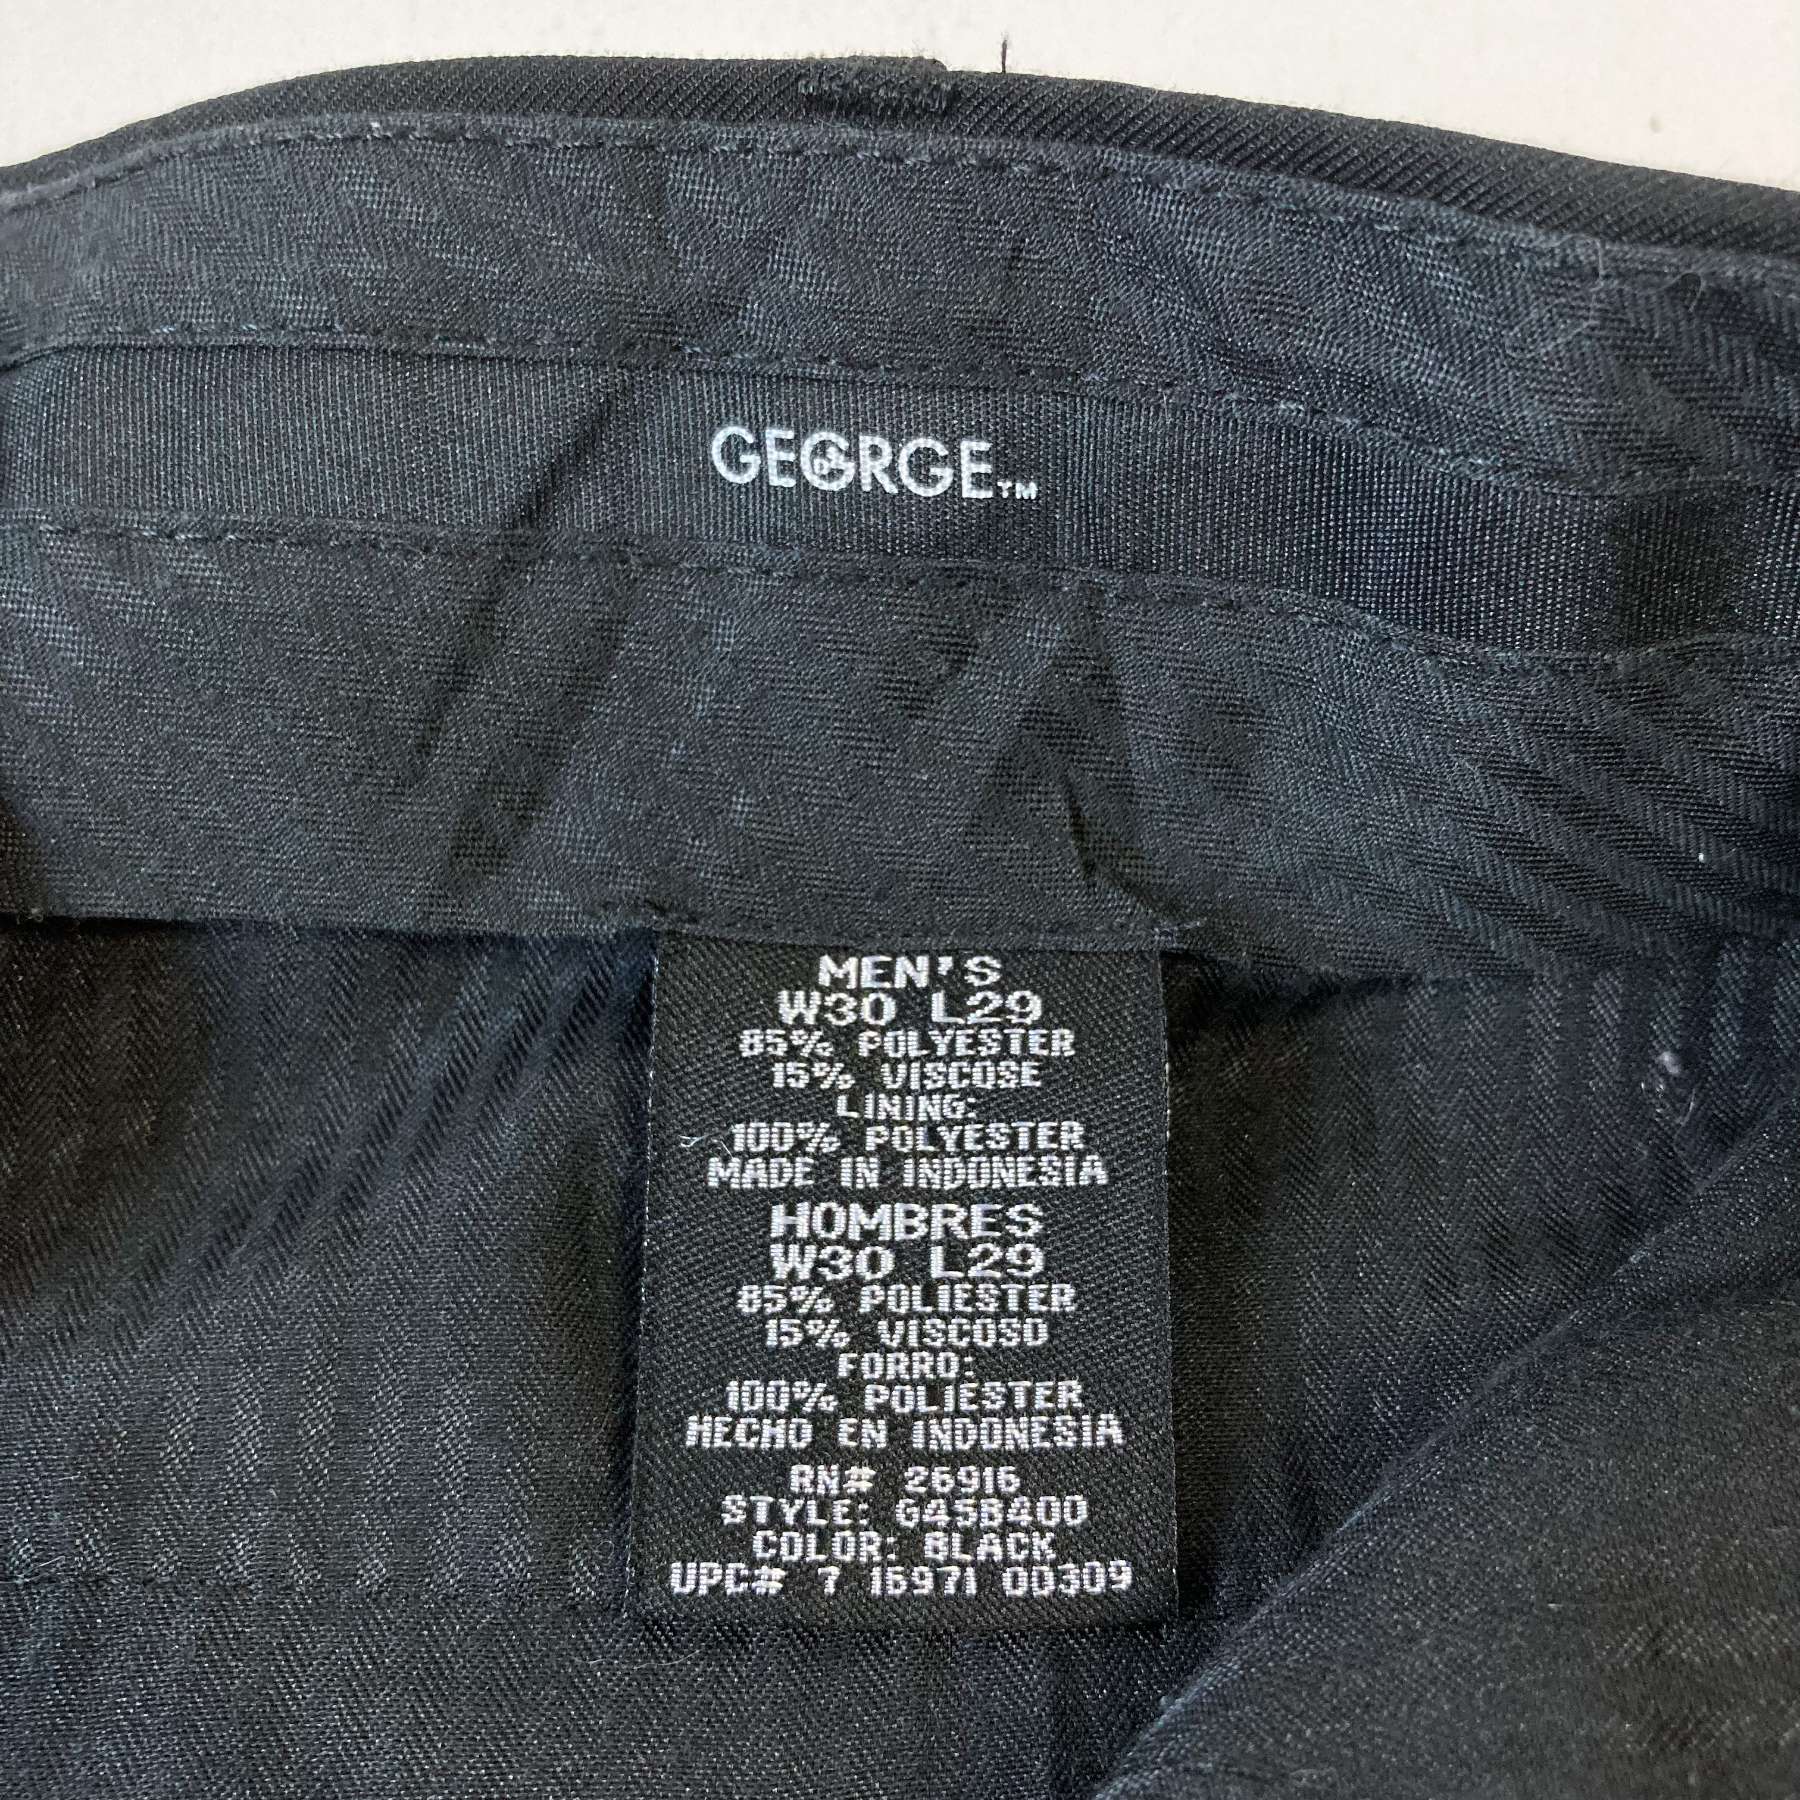 GEORGE™
MEN'S
W30 L29
85% POLYESTER
15% VISCOSE
LINING:
100% POLYESTER
MADE IN INDONESIA
HOMBRES
W30 L29
85% POLIESTER
15% VISCOSO
FORRO:
100% POLIESTER
HECHO EN INDONESIA
RN# 26916
STYLE: G45B400
COLOR: BLACK
UPC# 7 16971 00309